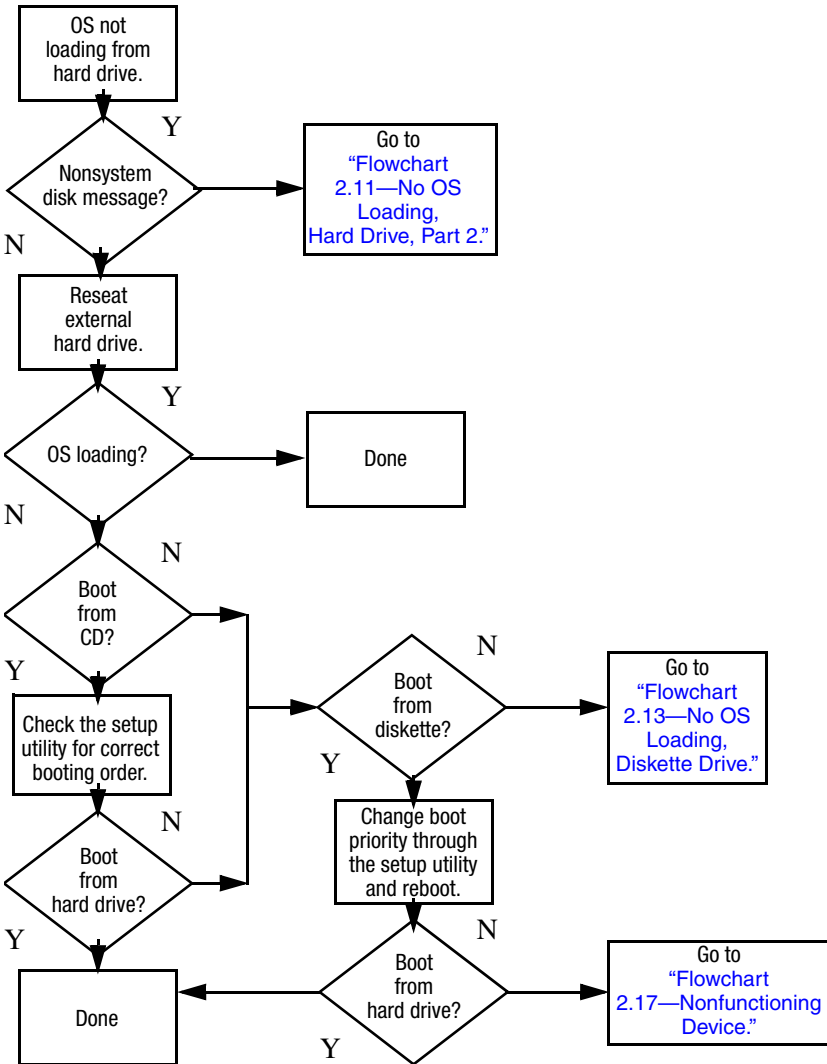 OS not
loading from
hard drive.
Y
Nonsystem
disk message?
Go to
“Flowchart
2.11—No OS
Loading,
Hard Drive, Part 2.”
N
Reseat
external
hard drive.
Y
OS loading?
Done
N
N
Boot
from
CD?
Y
Check the setup
utility for correct
booting order.
N
Boot
from
hard drive?
Y
Done
N
Boot
from
diskette?
Go to
“Flowchart
2.13—No OS
Loading,
Diskette Drive.”
Y
Change boot
priority through
the setup utility
and reboot.
N
Boot
from
hard drive?
Y
Go to
“Flowchart
2.17—Nonfunctioning
Device.”